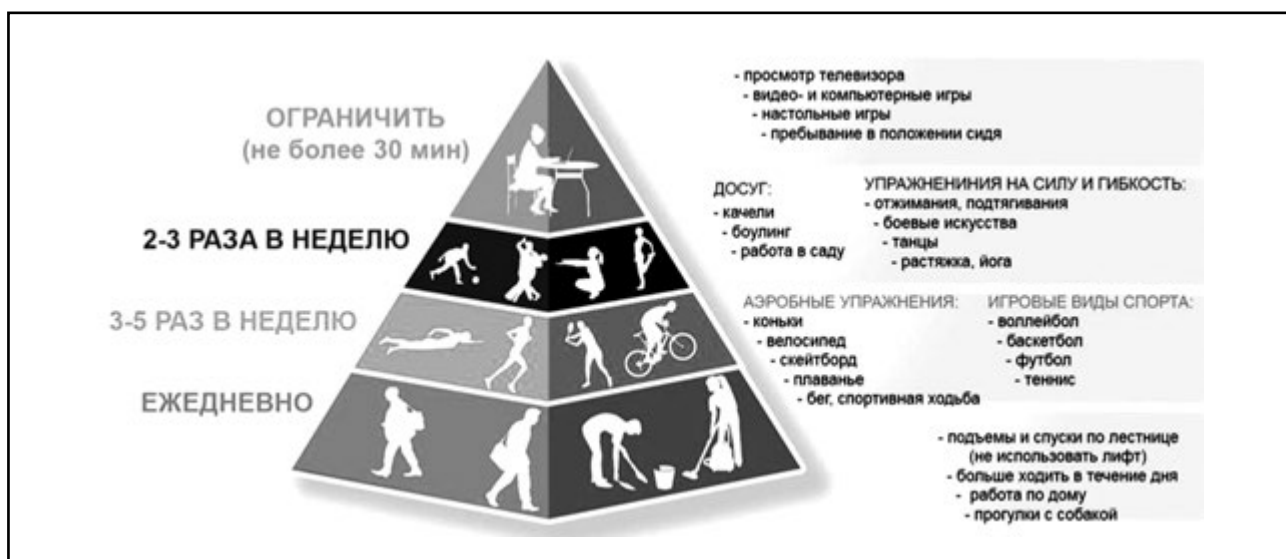 ОГРАНИЧИТЬ
(не более 30 мин)
- просмотр телевизора
- видео- и компьютерные игры
- настольные игры
- пребывание в положении сидя
2-3 РАЗА В НЕДЕЛЮ
ДОСУГ:
- качели
- боулинг
- работа в саду
УПРАЖНЕНИНИЯ НА СИЛУ И ГИБКОСТЬ:
- отжимания, подтягивания
- боевые искусства
- танцы
- растяжка, йога
3-5 РАЗ В НЕДЕЛЮ
АЭРОБНЫЕ УПРАЖНЕНИЯ:
- коньки
- велосипед
- скейтборд
- плаванье
- бег, спортивная ходьба
ИГРОВЫЕ ВИДЫ СПОРТА:
- воллейбол
- баскетбол
- футбол
- теннис
ЕЖЕДНЕВНО
- подъемы и спуски по лестнице
(не использовать лифт)
- больше ходить в течение дня
- работа по дому
- прогулки с собакой